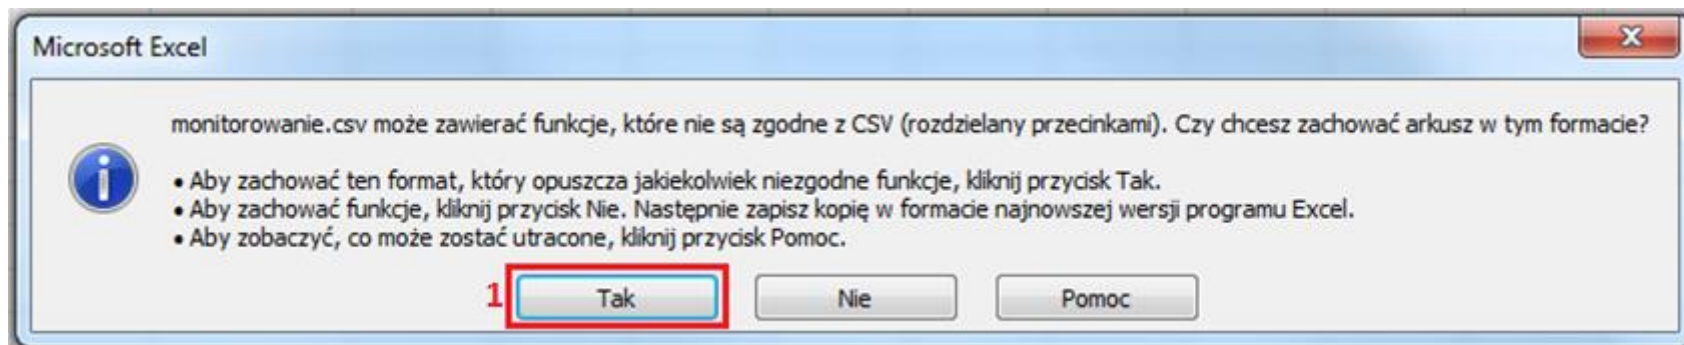 Microsoft Excel
monitorowanie.csv może zawierać funkcje, które nie są zgodne z CSV (rozdzielany przecinkami). Czy chcesz zachować arkusz w tym formacie?
• Aby zachować ten format, który opuszcza jakiekolwiek niezgodne funkcje, kliknij przycisk Tak.
• Aby zachować funkcje, kliknij przycisk Nie. Następnie zapisz kopię w formacie najnowszej wersji programu Excel.
• Aby zobaczyć, co może zostać utracone, kliknij przycisk Pomoc.
1 Tak Nie Pomoc